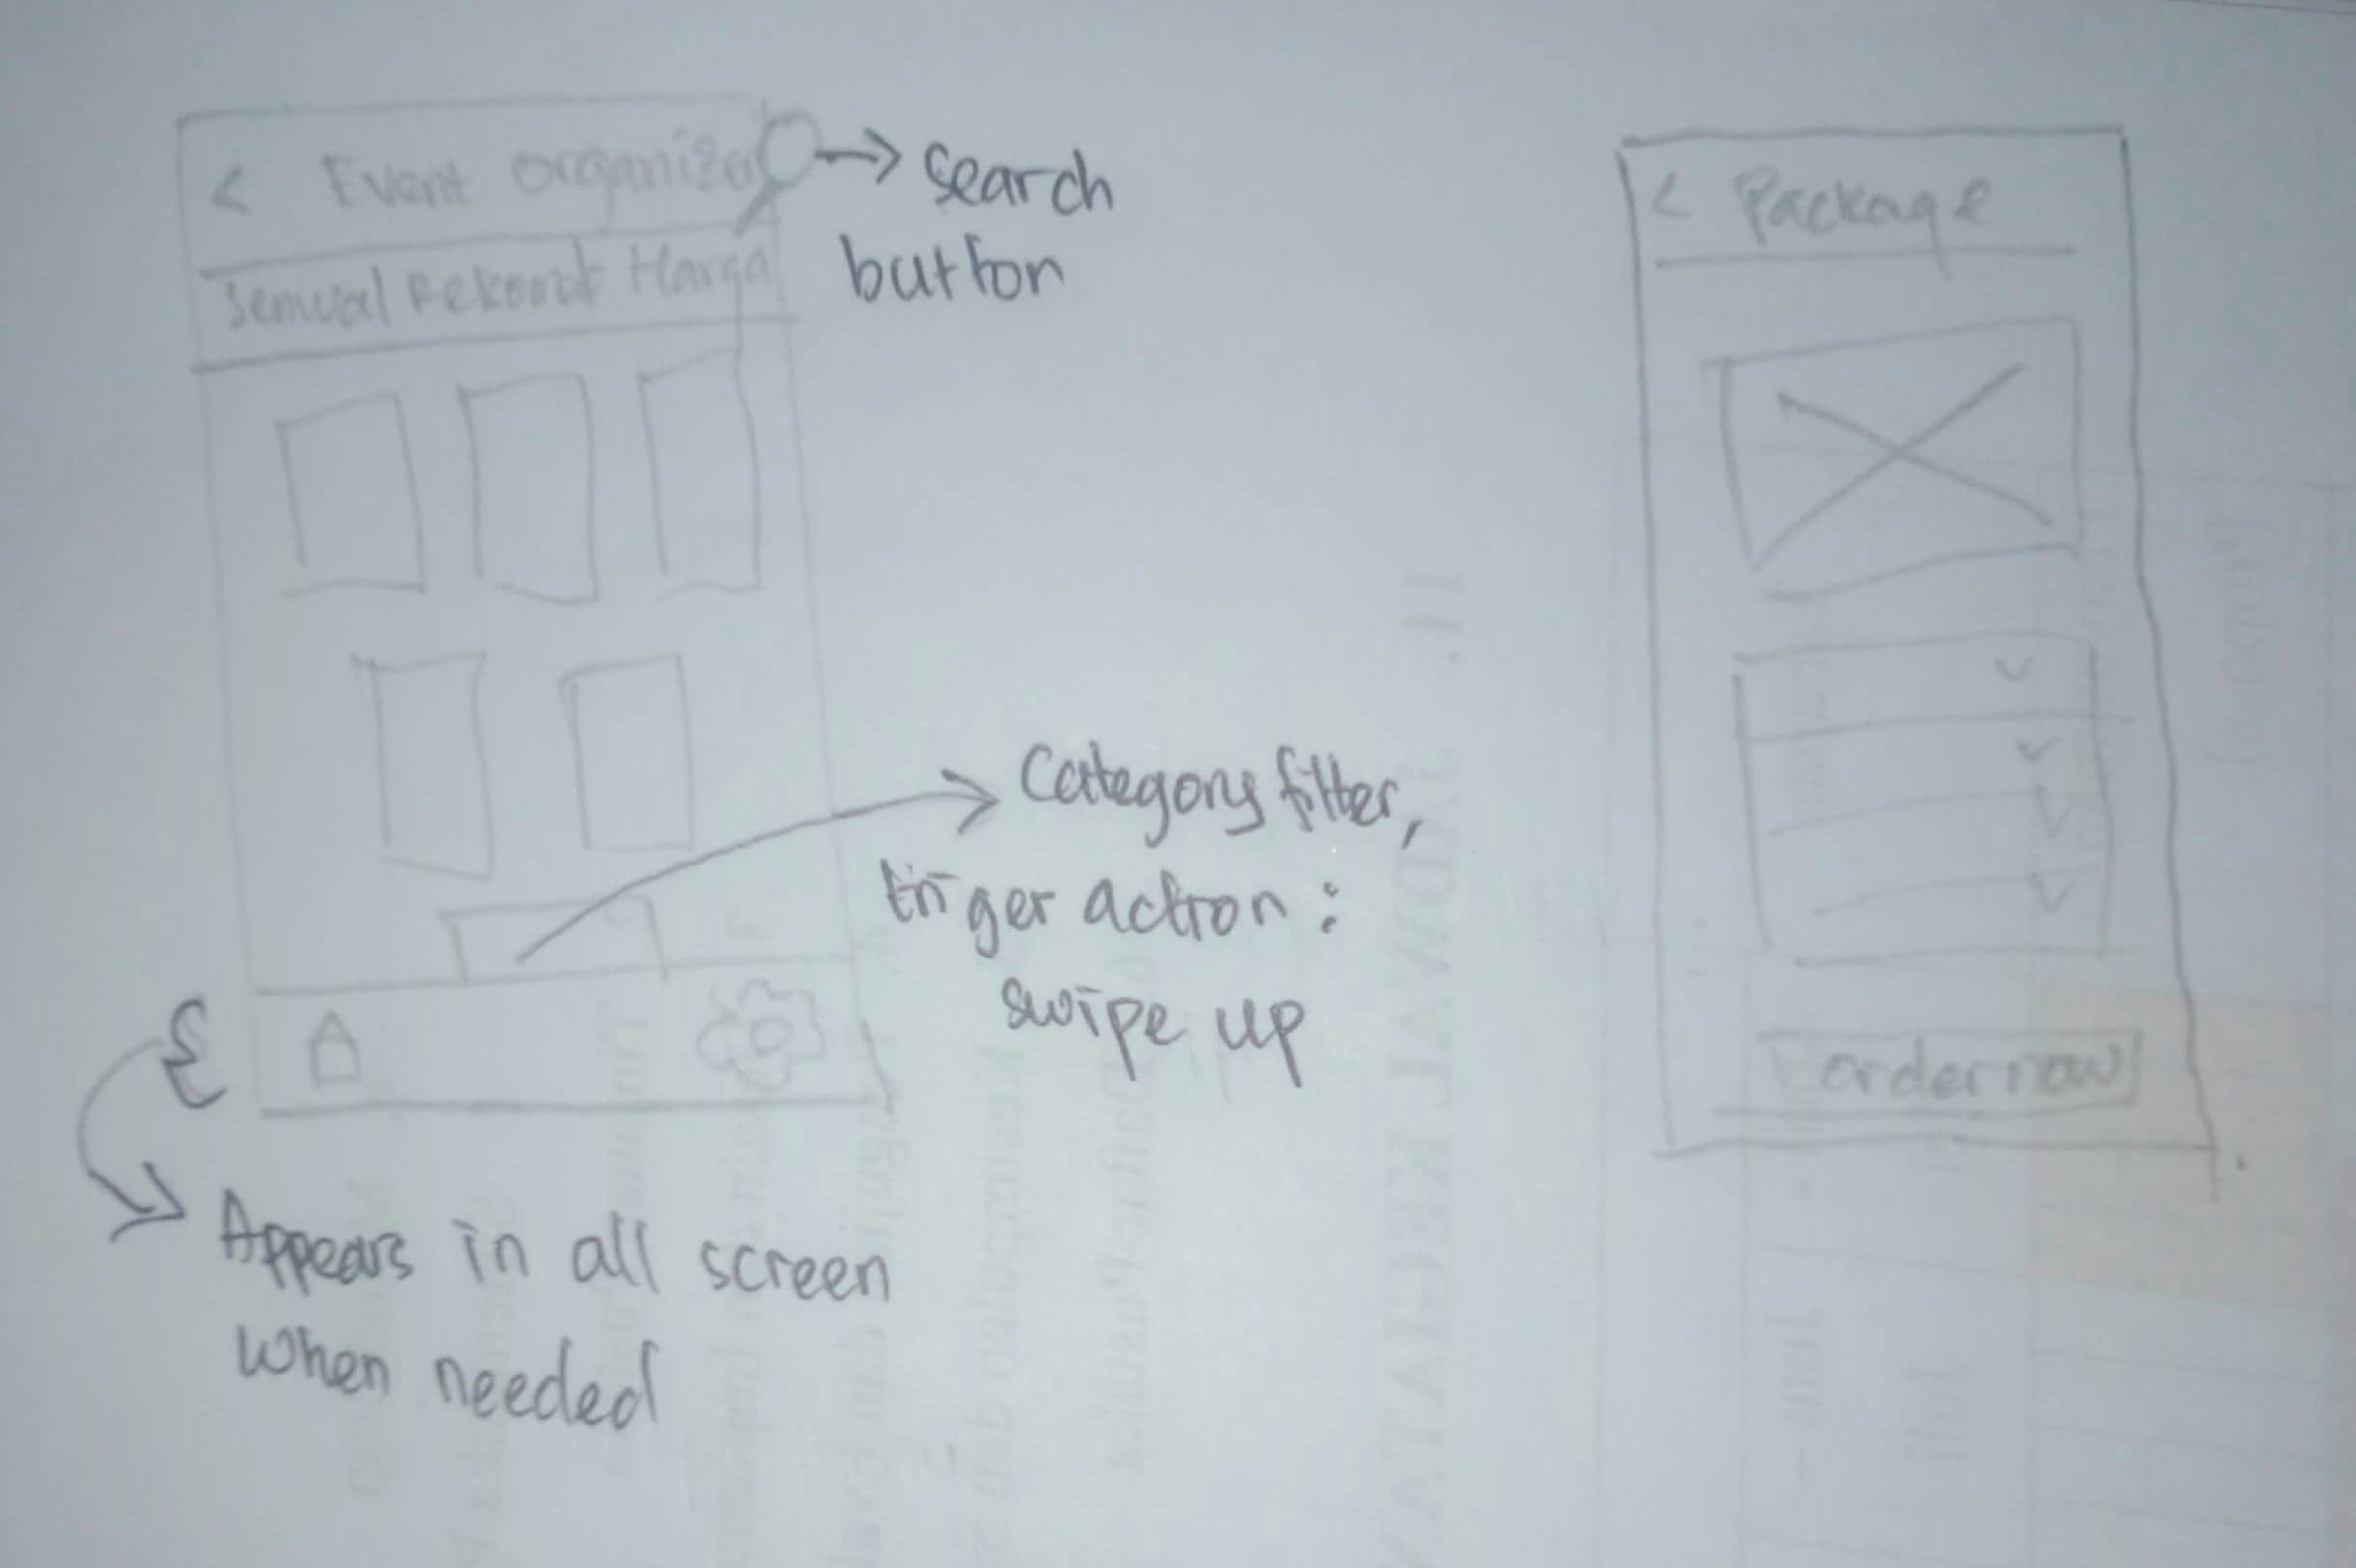 < Event organizer
Semua| Rekomnd Harga
search
button
Category filter,
triger action :
swipe up
Appears in all screen
when needed
< Package
order now